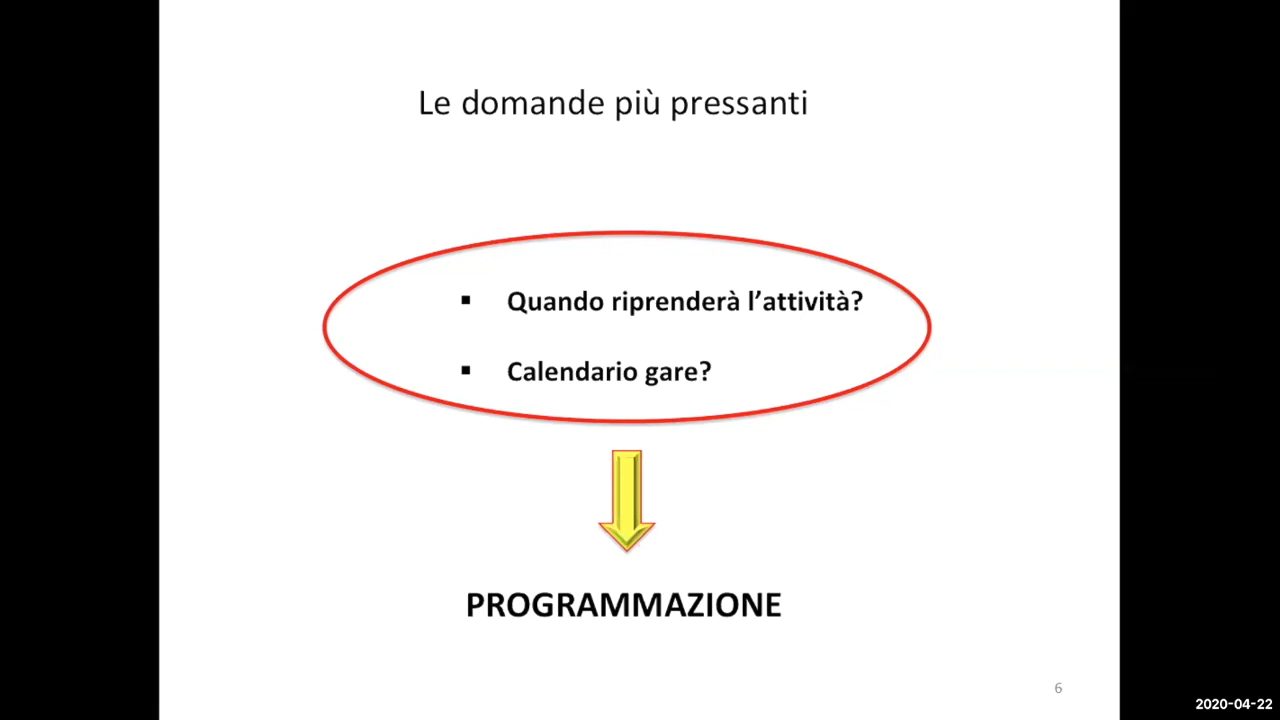 Le domande più pressanti
▪ Quando riprenderà l’attività?
▪ Calendario gare?
PROGRAMMAZIONE
6
2020-04-22